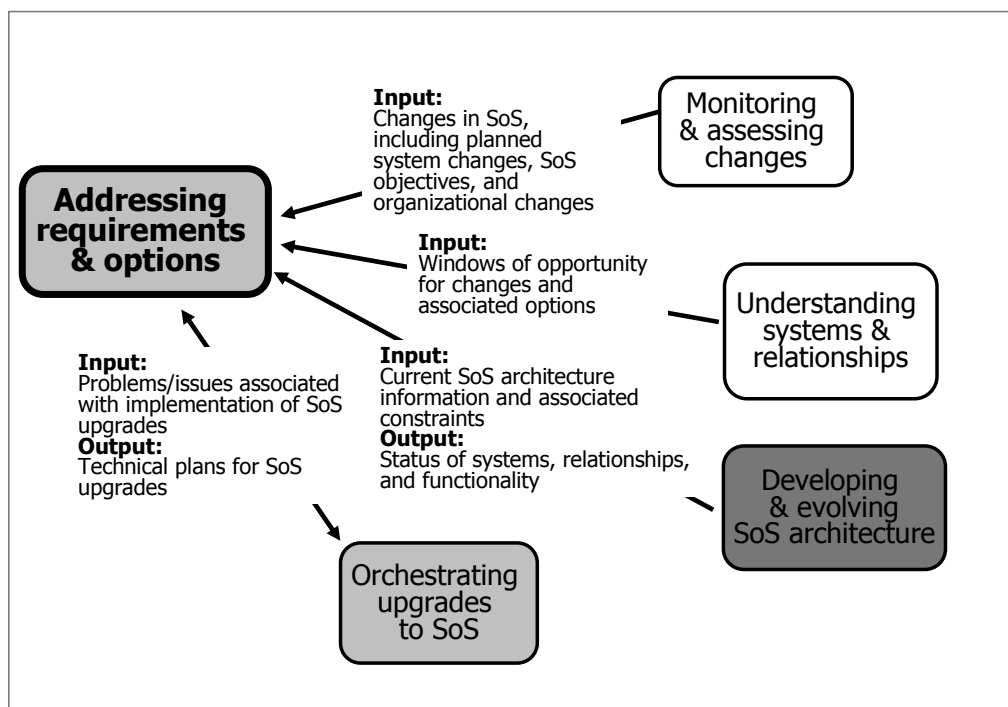 Input:
Changes in SoS,
including planned
system changes, SoS
objectives, and
organizational changes
Monitoring
& assessing
changes
Addressing
requirements
& options
Input:
Windows of opportunity
for changes and
associated options
Understanding
systems &
relationships
Input:
Problems/issues associated
with implementation of SoS
upgrades
Output:
Technical plans for SoS
upgrades
Input:
Current SoS architecture
information and associated
constraints
Output:
Status of systems, relationships,
and functionality
Developing
& evolving
SoS architecture
Orchestrating
upgrades
to SoS